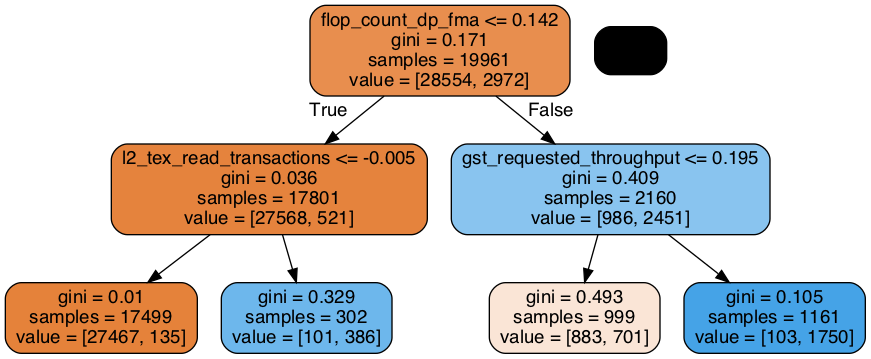 flop_count_dp_fma <= 0.142
gini = 0.171
samples = 19961
value = [28554, 2972]
True
False
l2_tex_read_transactions <= -0.005
gini = 0.036
samples = 17801
value = [27568, 521]
gst_requested_throughput <= 0.195
gini = 0.409
samples = 2160
value = [986, 2451]
gini = 0.01
samples = 17499
value = [27467, 135]
gini = 0.329
samples = 302
value = [101, 386]
gini = 0.493
samples = 999
value = [883, 701]
gini = 0.105
samples = 1161
value = [103, 1750]